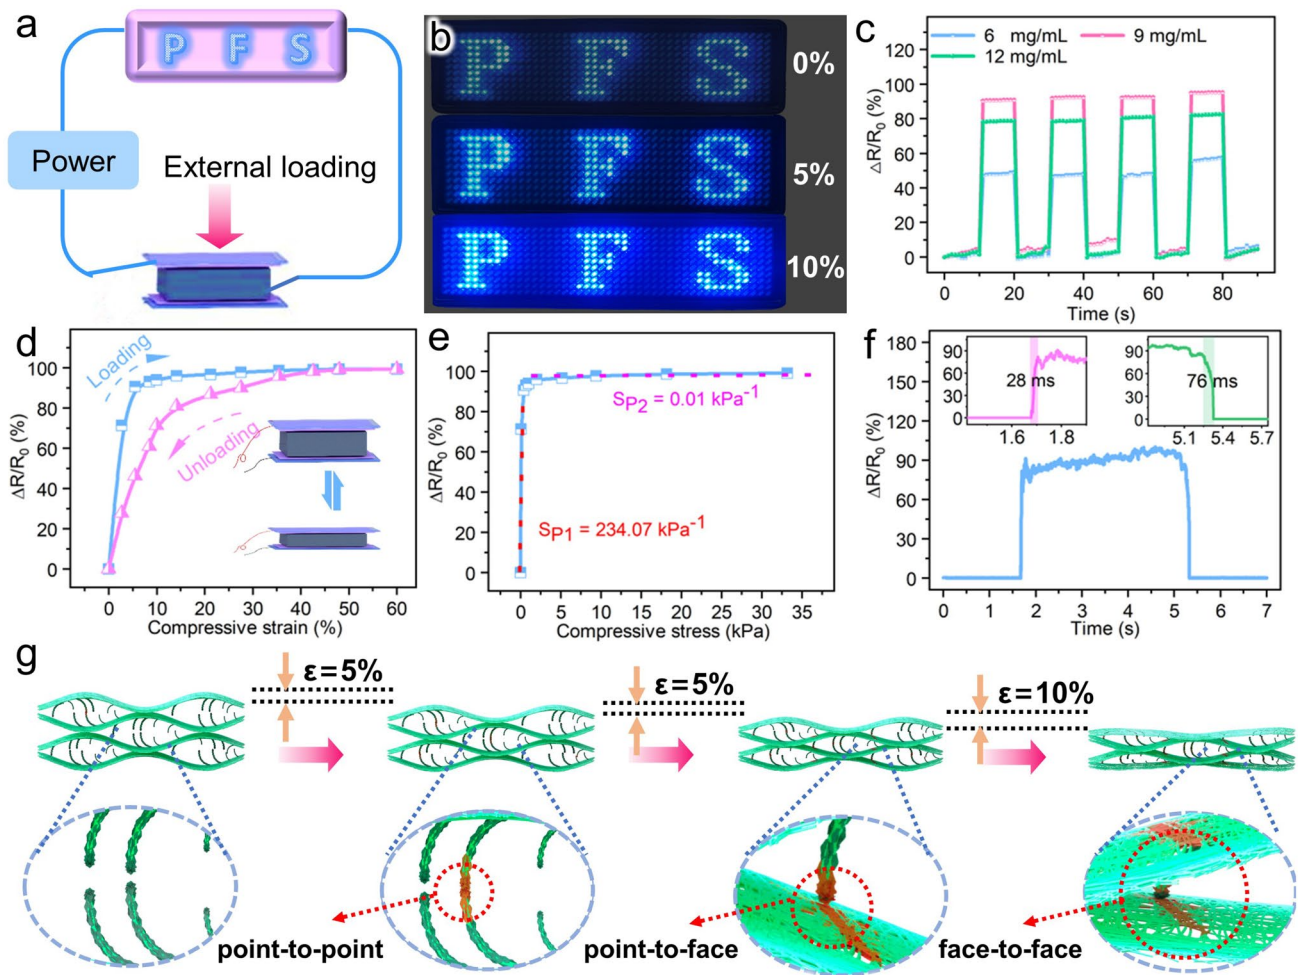 a
P F S
Power
External loading
b
P F S
0%
P F S
5%
P F S
10%
c
6 mg/mL
9 mg/mL
12 mg/mL
120
100
80
60
40
20
0
ΔR/R0 (%)
0 20 40 60 80
Time (s)
d
Loading
Unloading
100
80
60
40
20
0
ΔR/R0 (%)
0 10 20 30 40 50 60
Compressive strain (%)
e
SP2 = 0.01 kPa-1
SP1 = 234.07 kPa-1
100
80
60
40
20
0
ΔR/R0 (%)
0 5 10 15 20 25 30 35
Compressive stress (kPa)
f
180
150
120
90
60
30
0
ΔR/R0 (%)
90
60
30
0
28 ms
1.6 1.8
90
60
30
0
76 ms
5.1 5.4 5.7
0 1 2 3 4 5 6 7
Time (s)
g
ε=5%
ε=5%
ε=10%
point-to-point
point-to-face
face-to-face